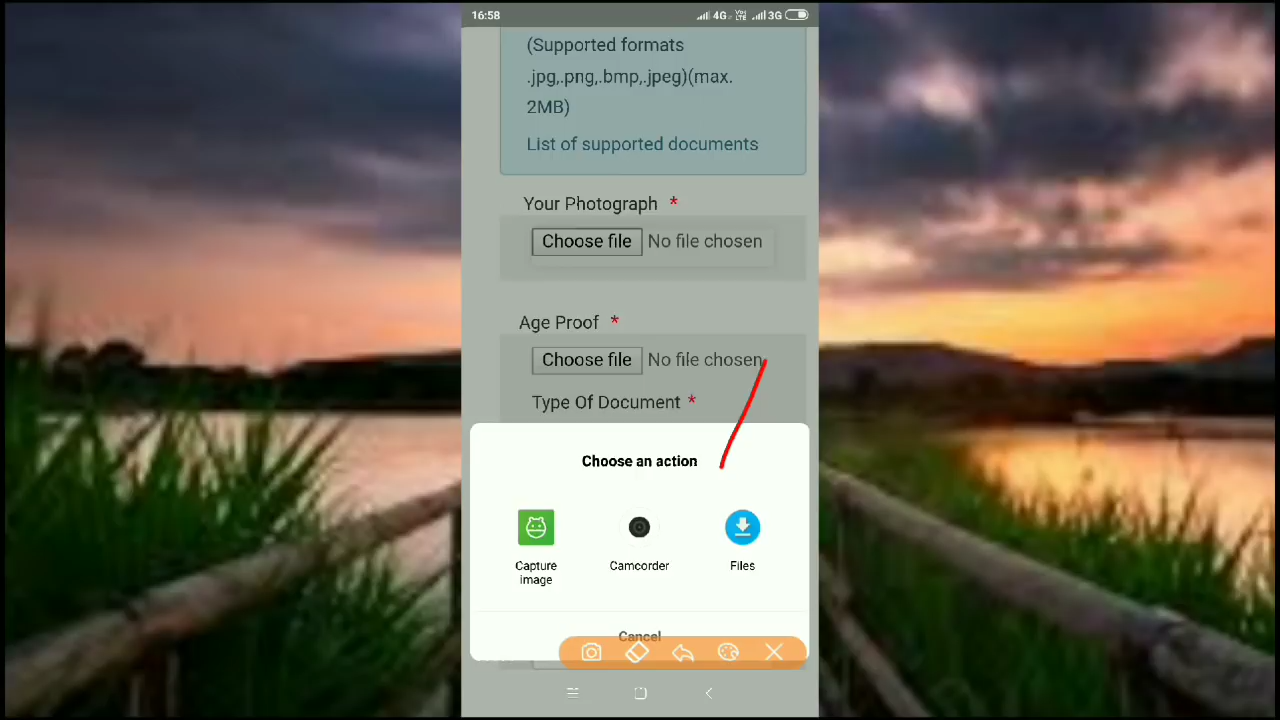 16:58
4G
Vo
LTE
3G
(Supported formats
.jpg,.png,.bmp,.jpeg)(max.
2MB)
List of supported documents
Your Photograph *
Choose file No file chosen
Age Proof *
Choose file No file chosen
Type Of Document *
Choose an action
Capture
image
Camcorder
Files
Cancel